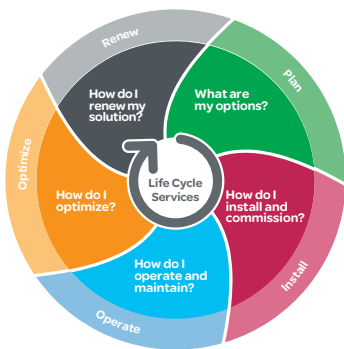 Renew
How do I
renew my
solution?
Plan
What are
my options?
Life Cycle
Services
Optimize
How do I
optimize?
How do I
install and
commission?
Install
How do I
operate and
maintain?
Operate